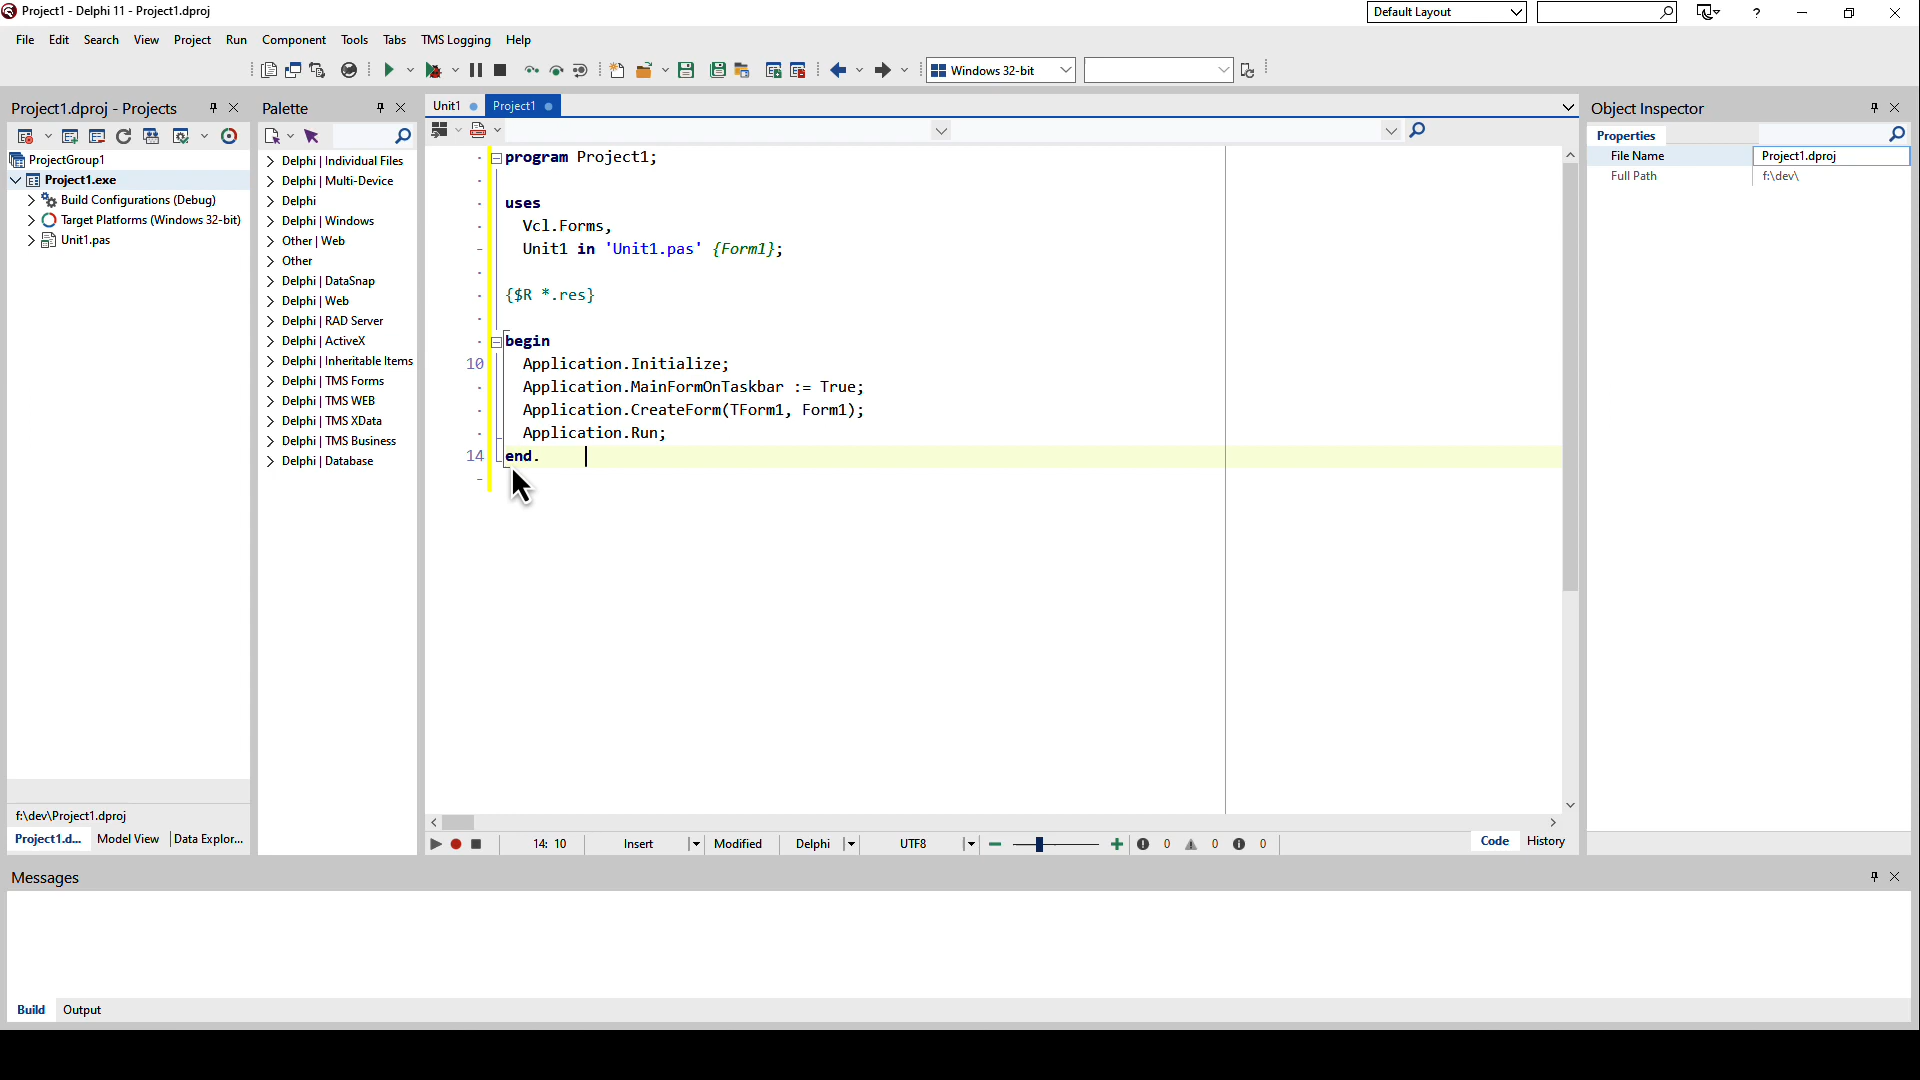 Project1 - Delphi 11 - Project1.dproj
Default Layout
?
File Edit Search View Project Run Component Tools Tabs TMS Logging Help
Windows 32-bit
Project1.dproj - Projects
ProjectGroup1
Project1.exe
Build Configurations (Debug)
Target Platforms (Windows 32-bit)
Unit1.pas
f:\dev\Project1.dproj
Project1.d... Model View Data Explor...
Palette
Delphi | Individual Files
Delphi | Multi-Device
Delphi
Delphi | Windows
Other | Web
Other
Delphi | DataSnap
Delphi | Web
Delphi | RAD Server
Delphi | ActiveX
Delphi | Inheritable Items
Delphi | TMS Forms
Delphi | TMS WEB
Delphi | TMS XData
Delphi | TMS Business
Delphi | Database
Unit1 Project1
program Project1;
uses
Vcl.Forms,
Unit1 in 'Unit1.pas' {Form1};
{$R *.res}
begin
10 Application.Initialize;
Application.MainFormOnTaskbar := True;
Application.CreateForm(TForm1, Form1);
Application.Run;
14 end.
14: 10 Insert Modified Delphi UTF8 0 0 0 Code History
Object Inspector
Properties
File Name Project1.dproj
Full Path f:\dev\
Messages
Build Output